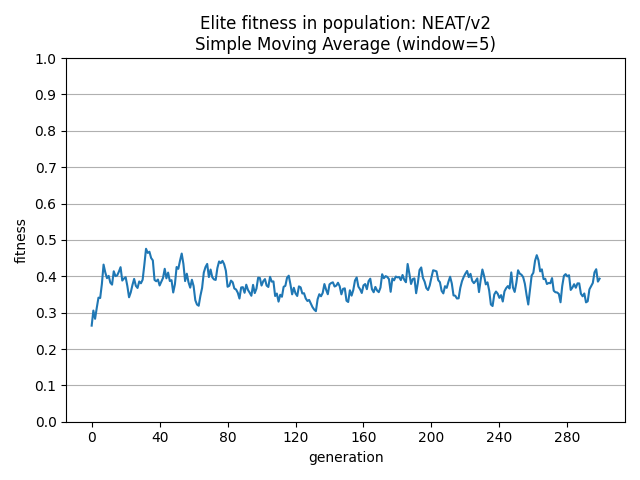 Elite fitness in population: NEAT/v2
Simple Moving Average (window=5)
1.0
0.9
0.8
0.7
0.6
0.5
0.4
0.3
0.2
0.1
0.0
fitness
0 40 80 120 160 200 240 280
generation